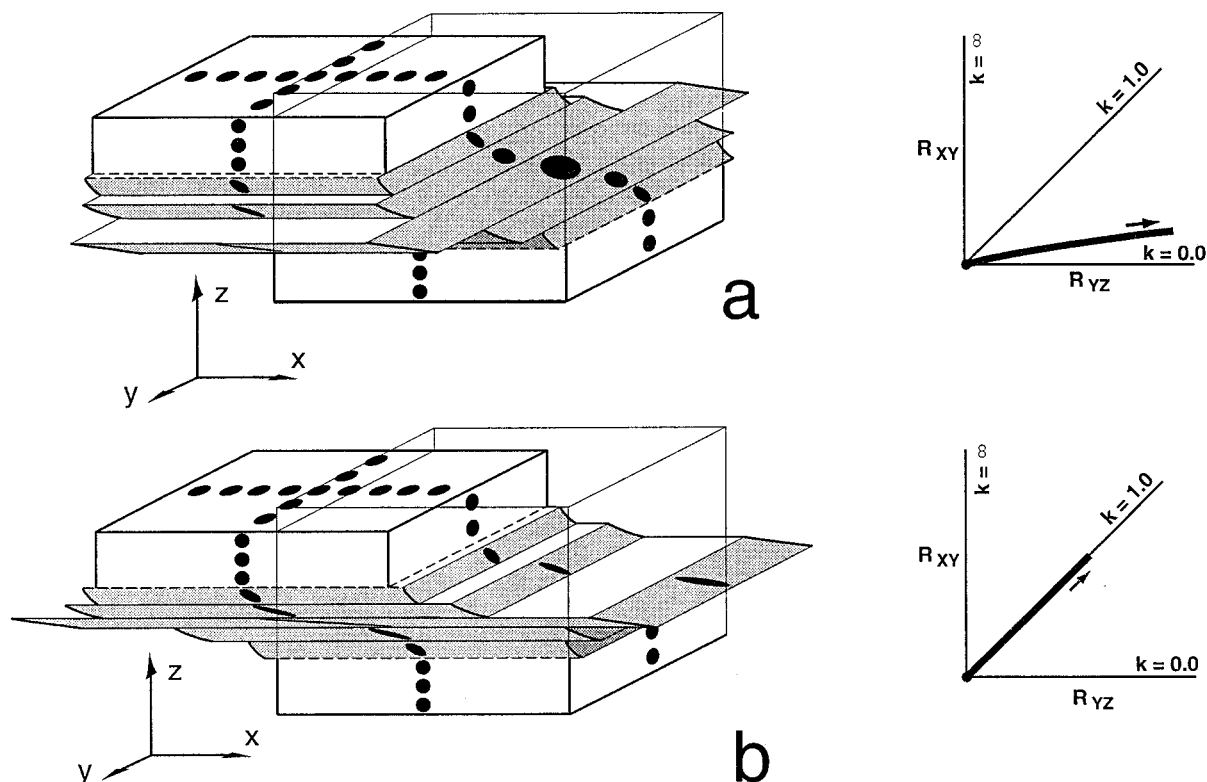 k = ∞
k = 1.0
R XY
k = 0.0
R YZ
a
z
x
y
k = ∞
k = 1.0
R XY
k = 0.0
R YZ
z
x
y
b